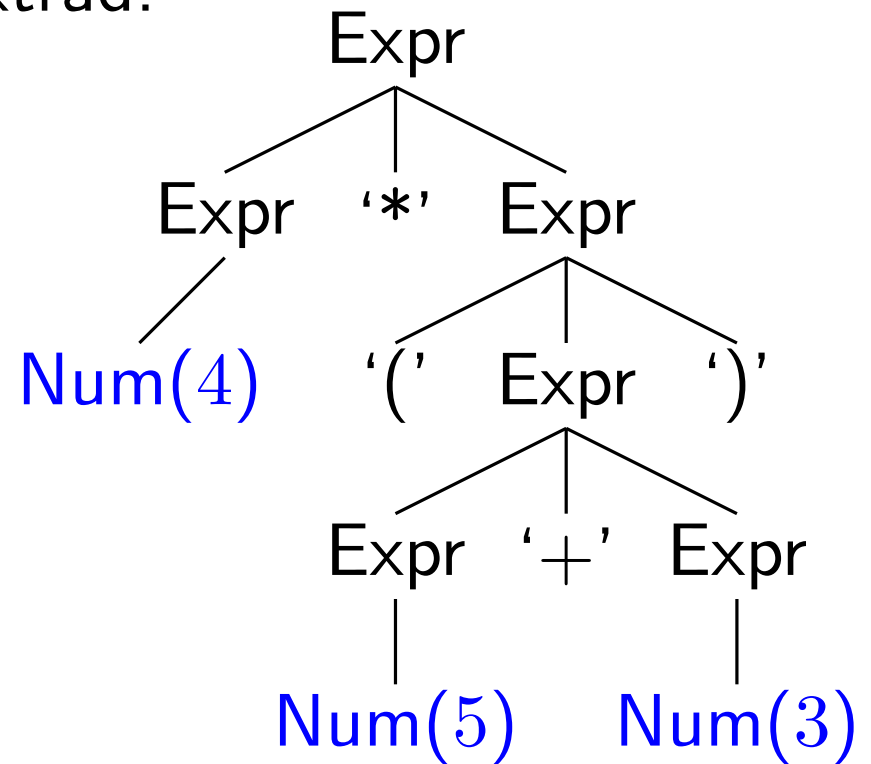 Expr
Expr ‘*’ Expr
Num(4) ‘(’ Expr ‘)’
Expr ‘+’ Expr
Num(5) Num(3)